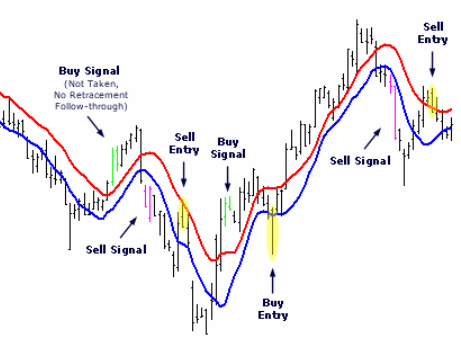 Buy Signal
(Not Taken,
No Retracement
Follow-through)
Sell Signal
Sell
Entry
Buy
Signal
Buy
Entry
Sell Signal
Sell
Entry